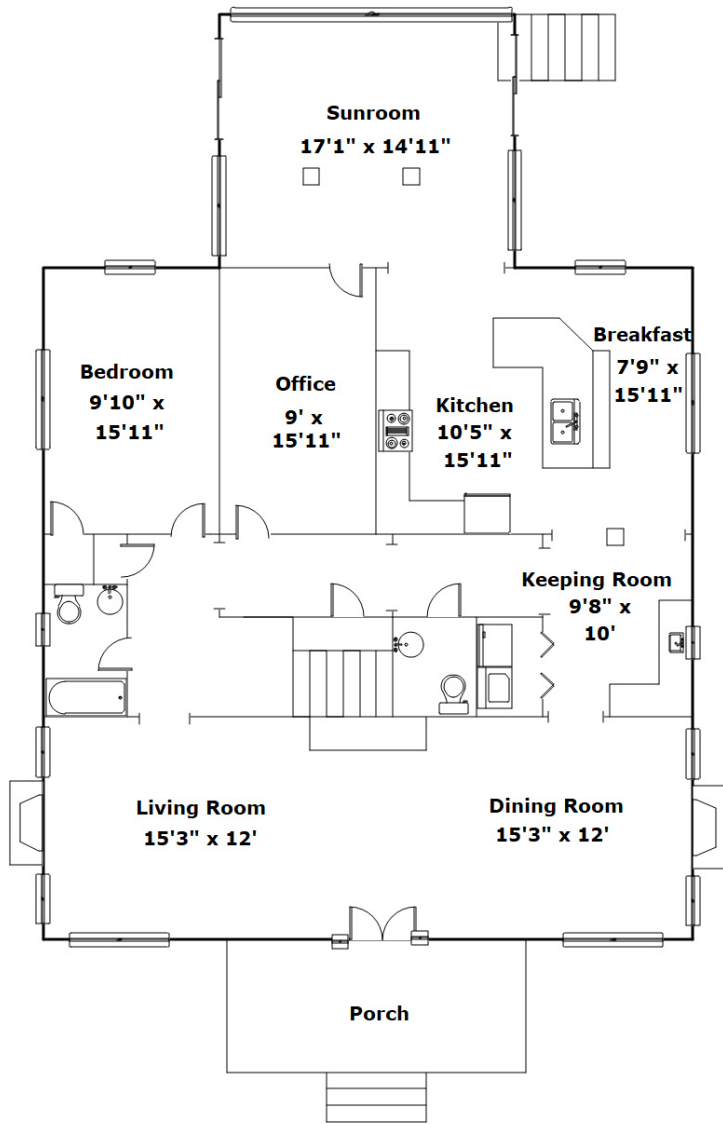 Sunroom
17'1" x 14'11"
Bedroom
9'10" x
15'11"
Office
9' x
15'11"
Kitchen
10'5" x
15'11"
Breakfast
7'9" x
15'11"
Keeping Room
9'8" x
10'
Living Room
15'3" x 12'
Dining Room
15'3" x 12'
Porch